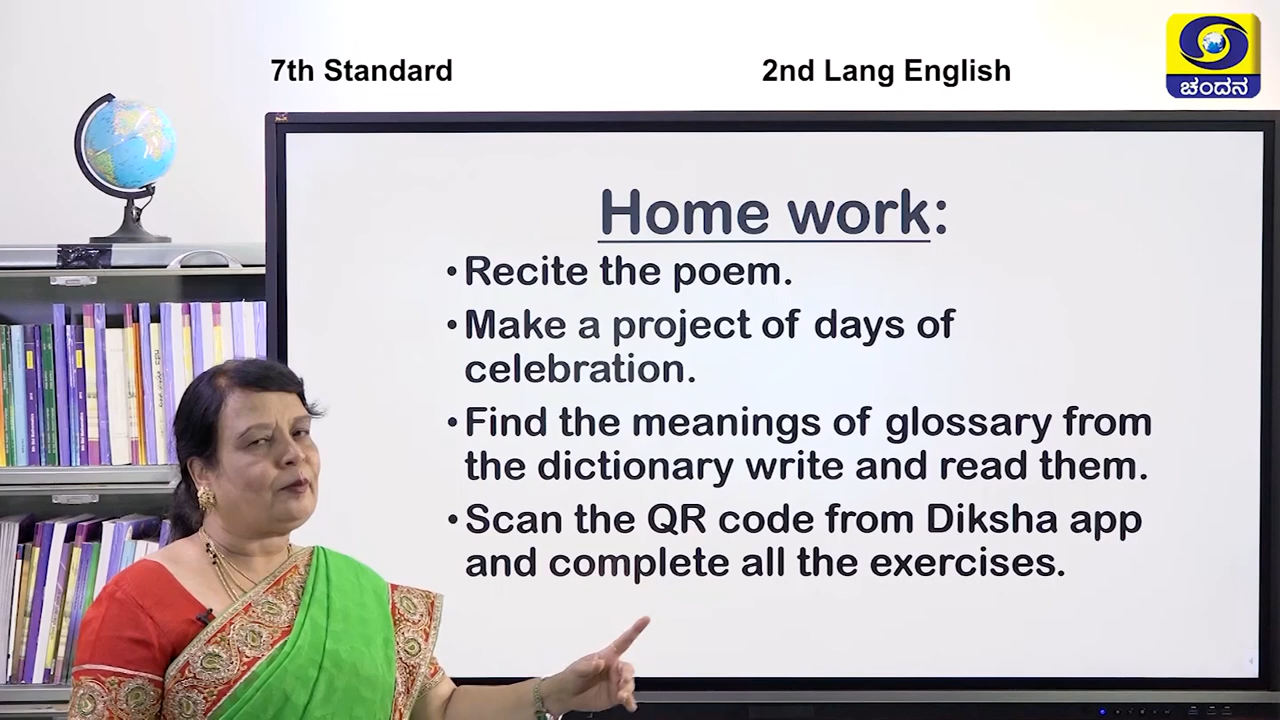 7th Standard
2nd Lang English
ಚಂದನ
Home work:
•Recite the poem.
•Make a project of days of
celebration.
•Find the meanings of glossary from
the dictionary write and read them.
•Scan the QR code from Diksha app
and complete all the exercises.